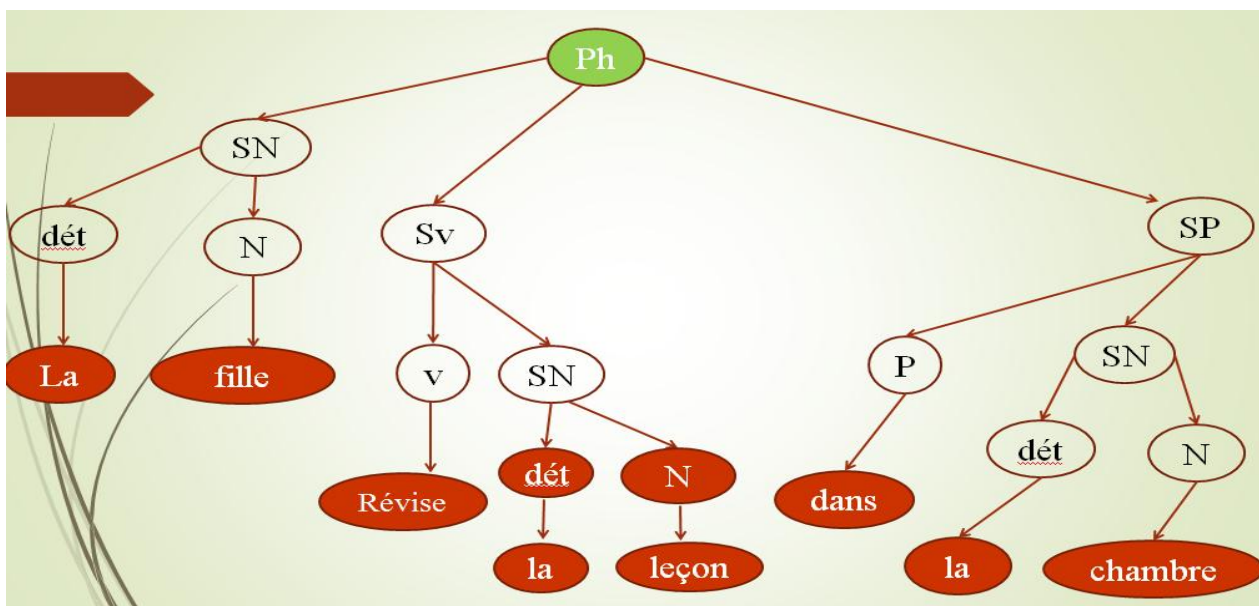 Ph
SN
dét
N
Sv
SP
La
fille
v
SN
P
SN
Révise
dét
N
dans
dét
N
la
leçon
la
chambre